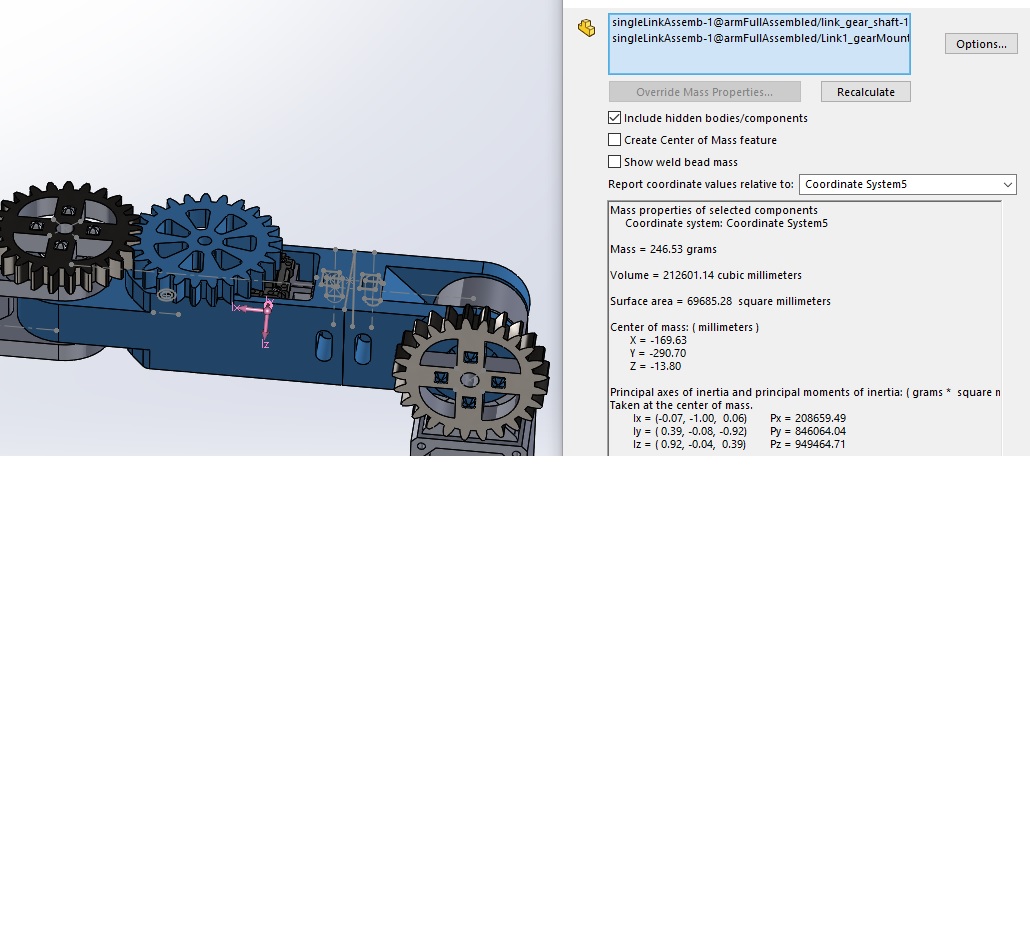 singleLinkAssemb-1@armFullAssembled/link_gear_shaft-1
singleLinkAssemb-1@armFullAssembled/Link1_gearMount
Options...
Override Mass Properties...
Recalculate
Include hidden bodies/components
Create Center of Mass feature
Show weld bead mass
Report coordinate values relative to:
Coordinate System5
Mass properties of selected components
Coordinate system: Coordinate System5
Mass = 246.53 grams
Volume = 212601.14 cubic millimeters
Surface area = 69685.28 square millimeters
Center of mass: ( millimeters )
X = -169.63
Y = -290.70
Z = -13.80
Principal axes of inertia and principal moments of inertia: ( grams * square
Taken at the center of mass.
Ix = (-0.07, -1.00, 0.06) Px = 208659.49
Iy = ( 0.39, -0.08, -0.92) Py = 846064.04
Iz = ( 0.92, -0.04, 0.39) Pz = 949464.71